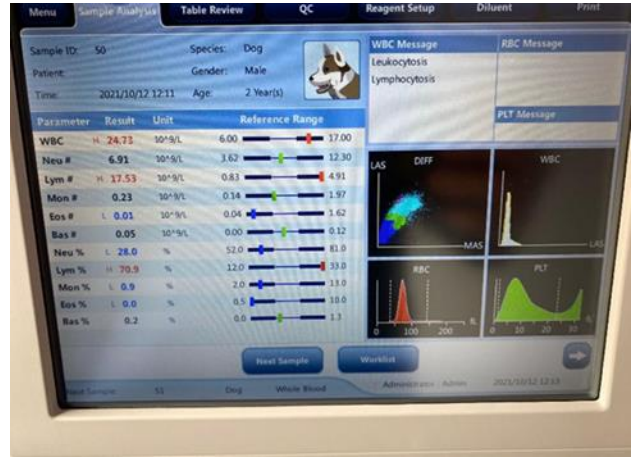 Menu Sample Analysis Table Review QC Reagent Setup Diluent Print
Sample ID: 50 Species: Dog
Patient: Gender: Male
Time: 2021/10/12 12:11 Age: 2 Year(s)
WBC Message RBC Message
Leukocytosis
Lymphocytosis
PLT Message
Parameter Result Unit Reference Range
WBC H 24.73 10^9/L 6.00 17.00
Neu # 6.91 10^9/L 3.62 12.30
Lym # H 17.53 10^9/L 0.83 4.91
Mon # 0.23 10^9/L 0.14 1.97
Eos # L 0.01 10^9/L 0.04 1.62
Bas # 0.05 10^9/L 0.00 0.12
Neu % L 28.0 % 52.0 81.0
Lym % H 70.9 % 12.0 33.0
Mon % L 0.9 % 2.0 13.0
Eos % L 0.0 % 0.5 10.0
Bas % 0.2 % 0.0 1.3
LAS DIFF MAS
WBC LAS
RBC fL
0 100 200
PLT fL
0 10 20 30
Next Sample Worklist
Next Sample 51 Dog Whole Blood Administrator: Admin 2021/10/12 12:13